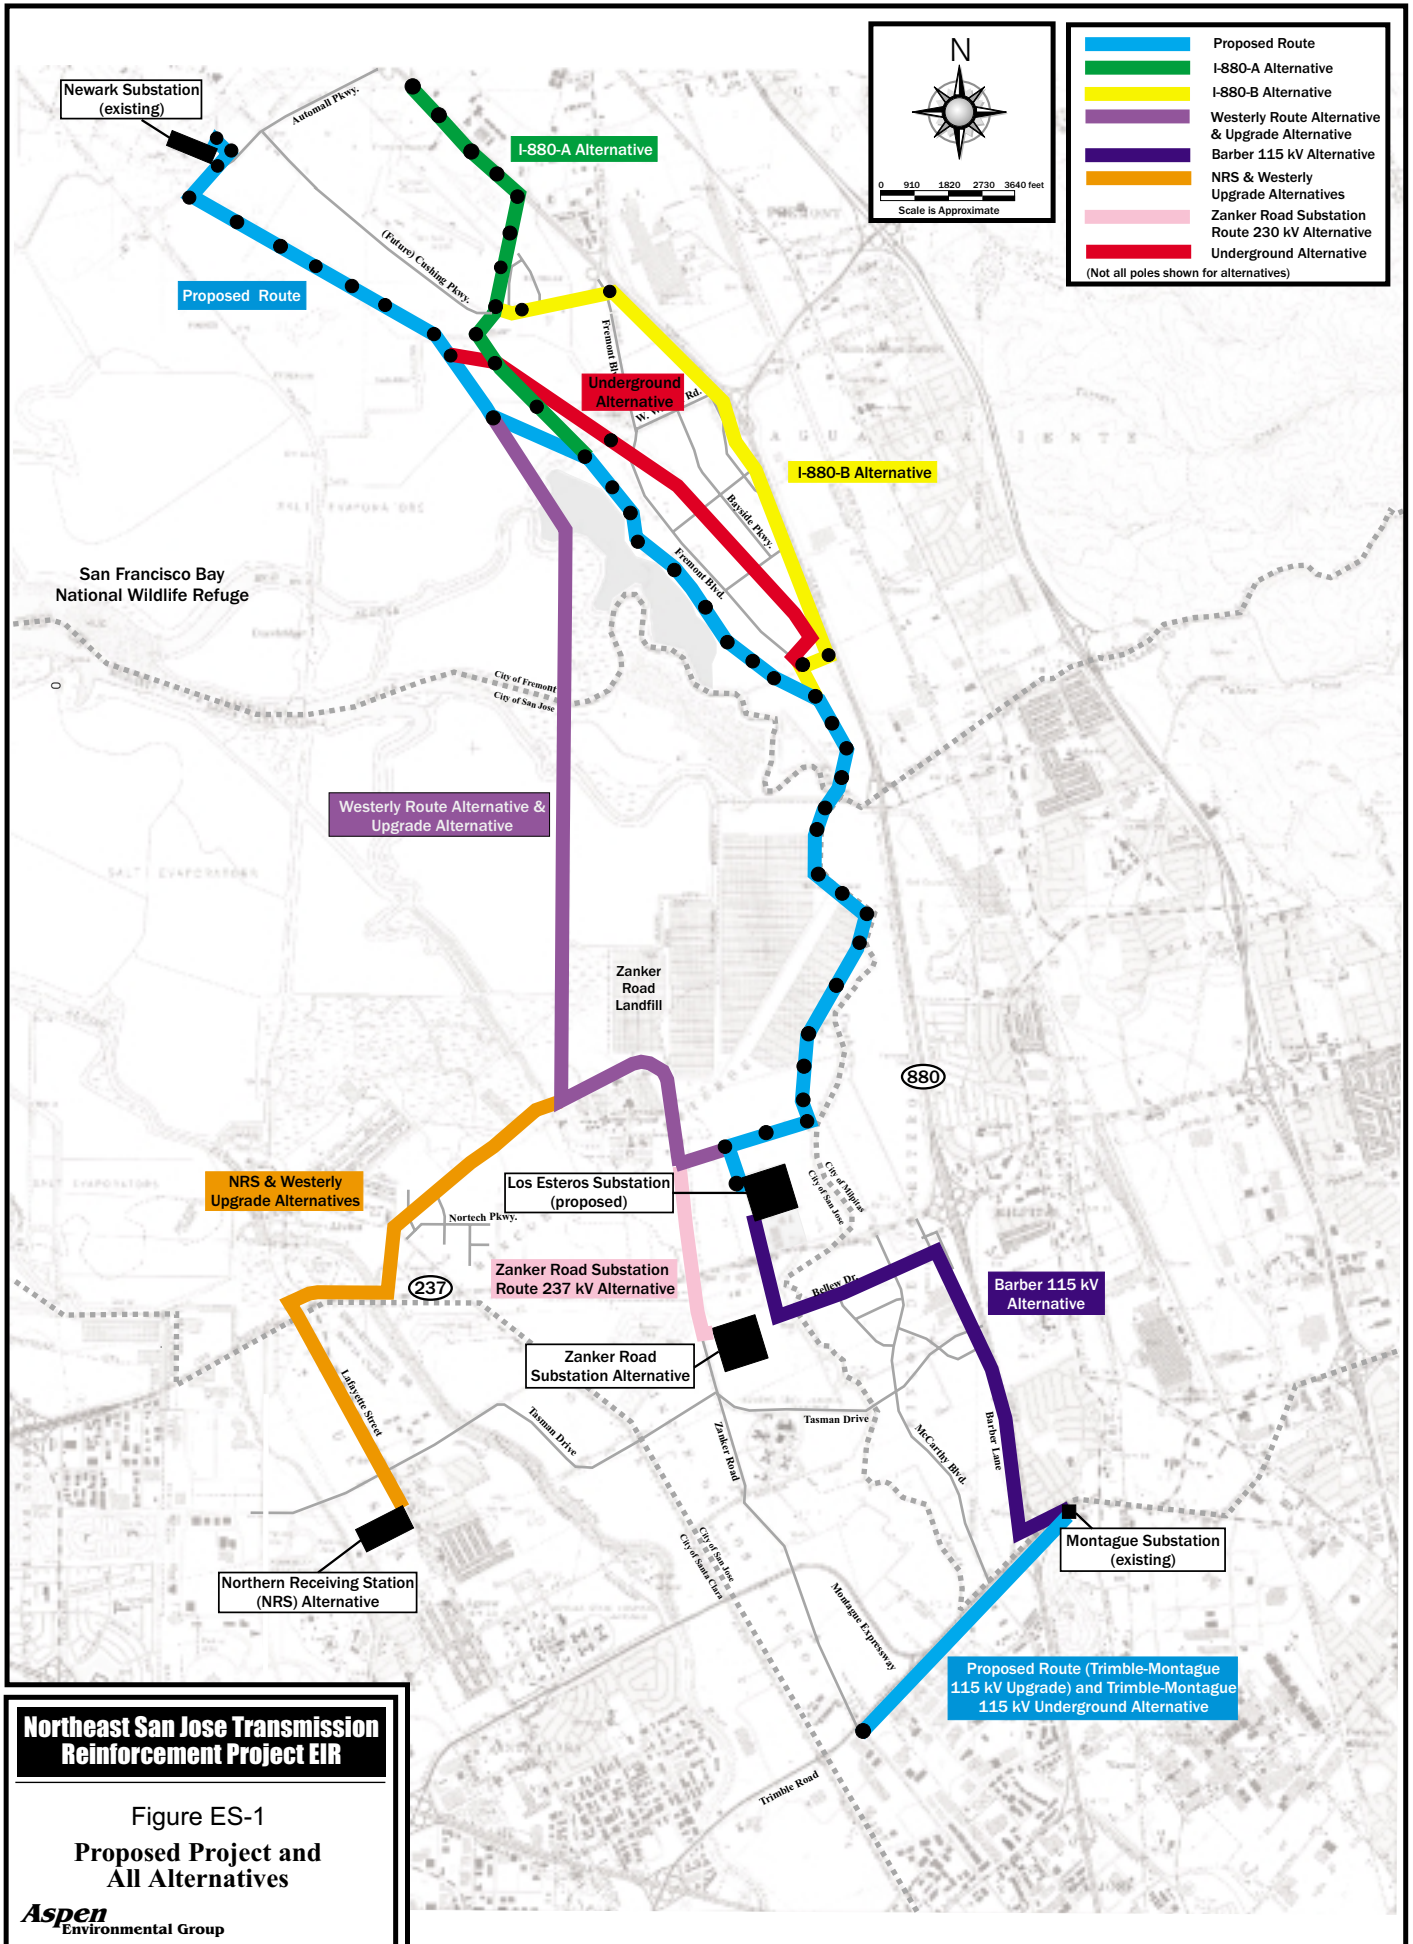 N
0 910 1820 2730 3640 feet
Scale is Approximate
Proposed Route
I-880-A Alternative
I-880-B Alternative
Westerly Route Alternative
& Upgrade Alternative
Barber 115 kV Alternative
NRS & Westerly
Upgrade Alternatives
Zanker Road Substation
Route 230 kV Alternative
Underground Alternative
(Not all poles shown for alternatives)
Newark Substation
(existing)
Automall Pkwy.
I-880-A Alternative
(Future) Cushing Pkwy.
Proposed Route
Fremont Blv
Underground
Alternative
W. W Rd.
AGUA
I-880-B Alternative
Bayside Pkwy.
Fremont Blvd.
San Francisco Bay
National Wildlife Refuge
City of Fremont
City of San Jose
0
Westerly Route Alternative &
Upgrade Alternative
SALT EVAPORATORS
Zanker
Road
Landfill
880
NRS & Westerly
Upgrade Alternatives
Los Esteros Substation
(proposed)
City of Milpitas
City of San Jose
Nortech Pkwy.
Zanker Road Substation
Route 237 kV Alternative
237
Bellew Dr.
Barber 115 kV
Alternative
Zanker Road
Substation Alternative
Lafayette Street
Tasman Drive
Zanker Road
Tasman Drive
McCarthy Blvd.
Barber Lane
Montague Substation
(existing)
City of San Jose
City of Santa Clara
Northern Receiving Station
(NRS) Alternative
Montague Expressway
Proposed Route (Trimble-Montague
115 kV Upgrade) and Trimble-Montague
115 kV Underground Alternative
Trimble Road
Northeast San Jose Transmission
Reinforcement Project EIR
Figure ES-1
Proposed Project and
All Alternatives
Aspen
Environmental Group